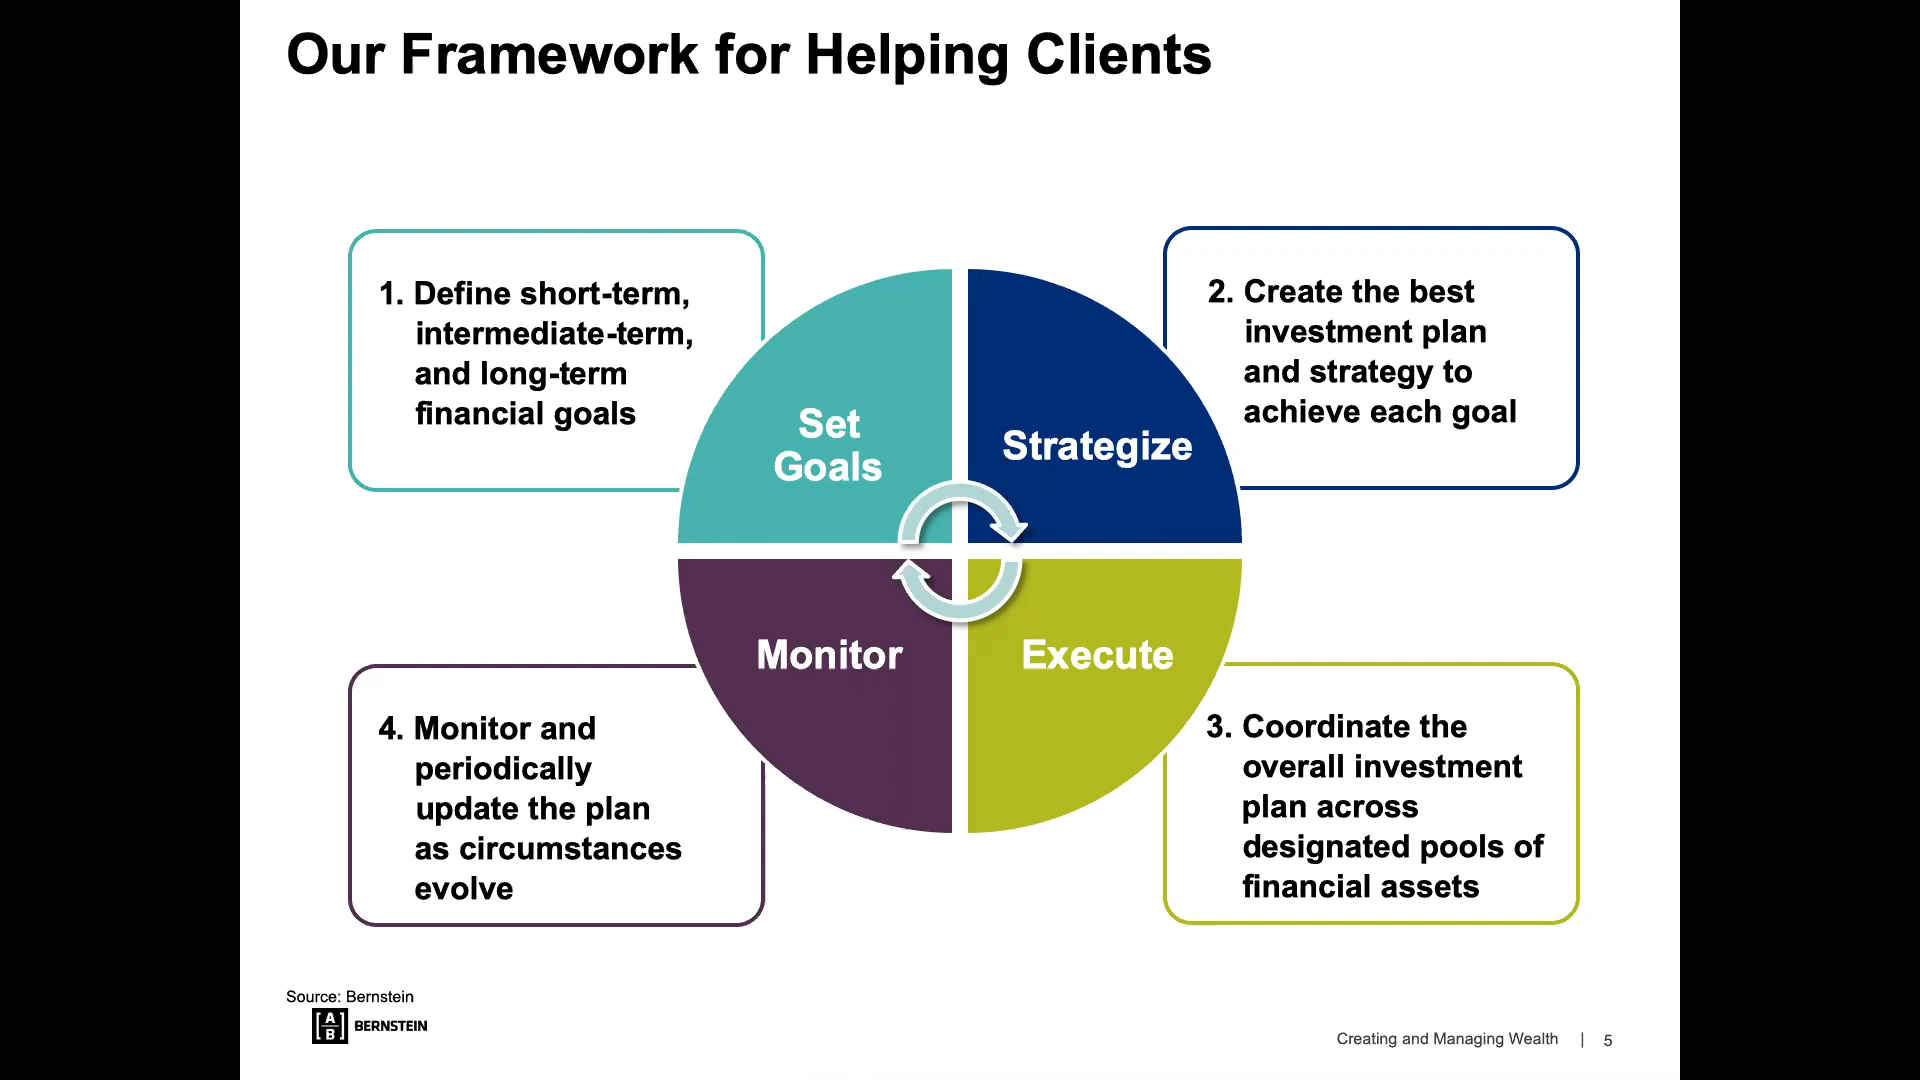 Our Framework for Helping Clients
1. Define short-term,
intermediate-term,
and long-term
financial goals
2. Create the best
investment plan
and strategy to
achieve each goal
Set
Goals
Strategize
Monitor
Execute
4. Monitor and
periodically
update the plan
as circumstances
evolve
3. Coordinate the
overall investment
plan across
designated pools of
financial assets
Source: Bernstein
[A
B] BERNSTEIN
Creating and Managing Wealth | 5